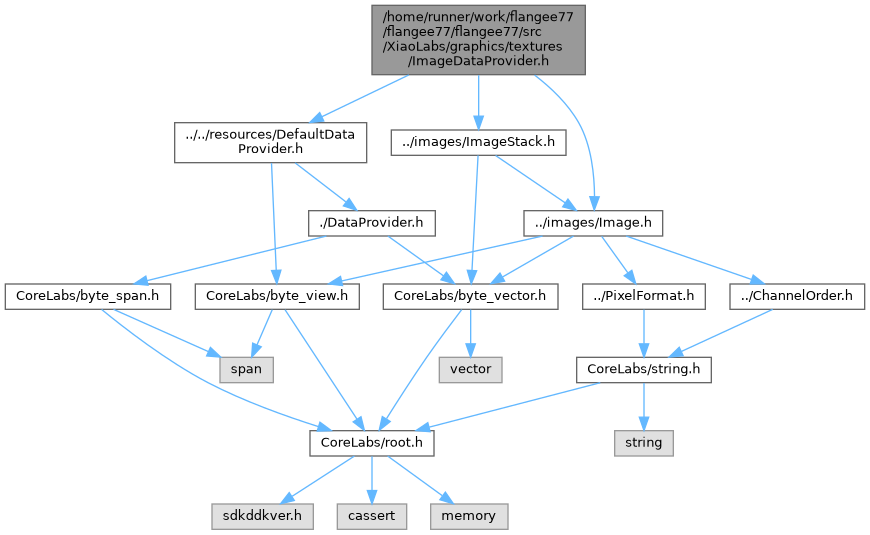 /home/runner/work/flangee77
/flangee77/flangee77/src
/XiaoLabs/graphics/textures
/ImageDataProvider.h
../../resources/DefaultData
Provider.h
../images/ImageStack.h
./DataProvider.h
../images/Image.h
CoreLabs/byte_span.h
CoreLabs/byte_view.h
CoreLabs/byte_vector.h
../PixelFormat.h
../ChannelOrder.h
span
vector
CoreLabs/string.h
CoreLabs/root.h
string
sdkddkver.h
cassert
memory